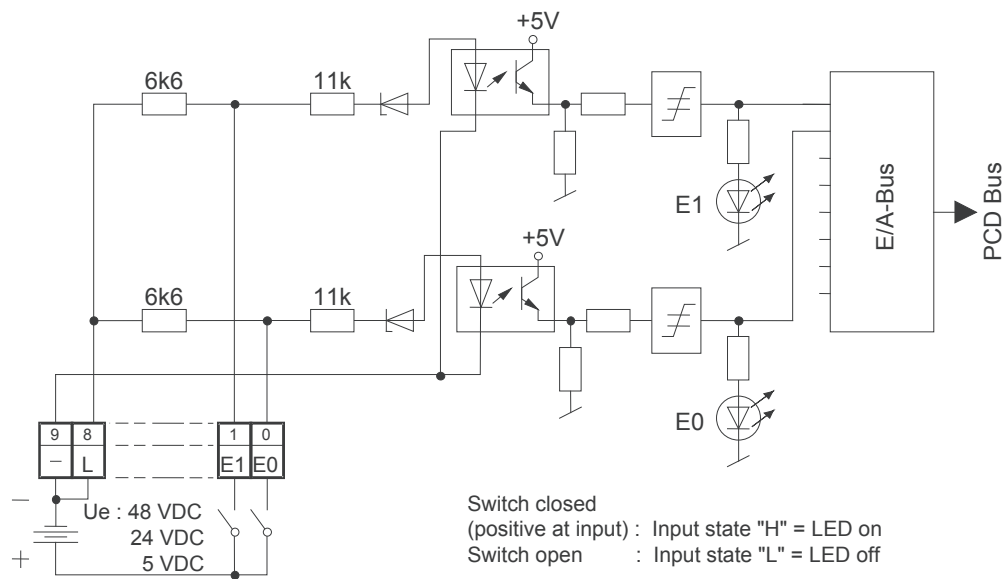 +5V
6k6
11k
E1
E/A-Bus
PCD Bus
+5V
6k6
11k
E0
9 8 1 0
– L E1 E0
–
+
Ue : 48 VDC
24 VDC
5 VDC
Switch closed
(positive at input) : Input state "H" = LED on
Switch open : Input state "L" = LED off